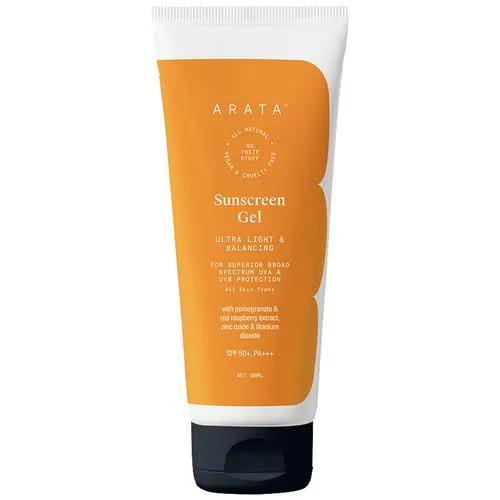 ARATA™
ALL NATURAL
NO
TOXIC
STUFF
VEGAN & CRUELTY FREE
Sunscreen
Gel
ULTRA LIGHT &
BALANCING
FOR SUPERIOR BROAD
SPECTRUM UVA &
UVB PROTECTION
All Skin Types
with pomegranate &
red raspberry extract,
zinc oxide & titanium
dioxide
SPF 50+, PA+++
NET 50ML